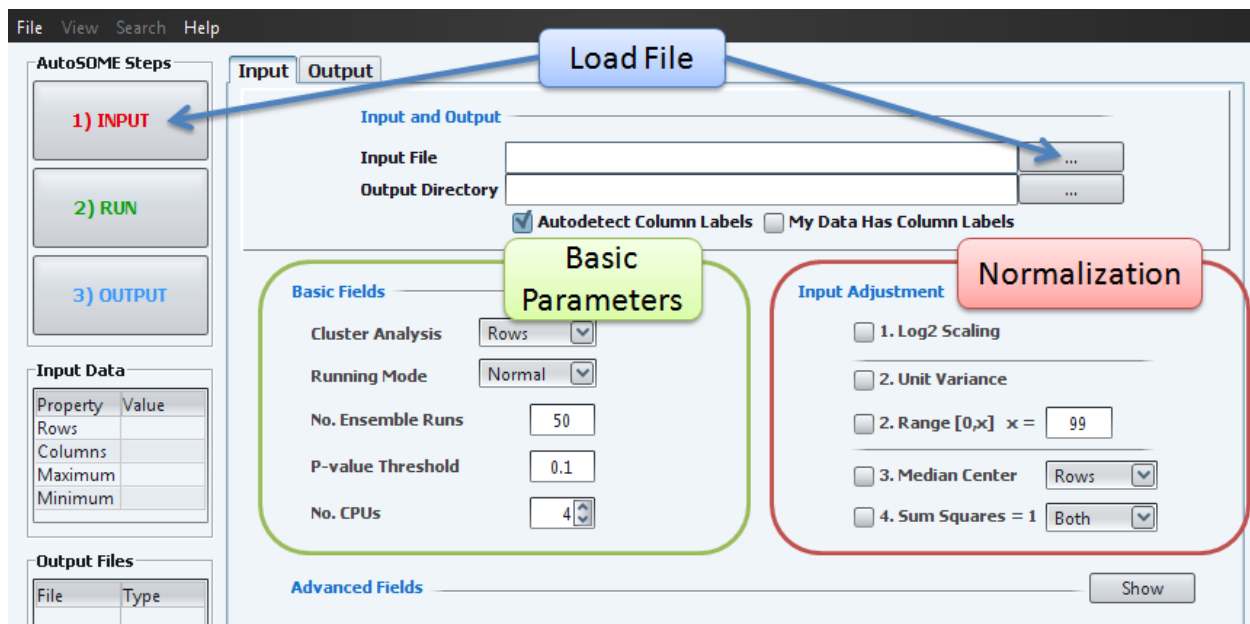 File View Search Help
Load File
AutoSOME Steps
1) INPUT
2) RUN
3) OUTPUT
Input Data
Property Value
Rows
Columns
Maximum
Minimum
Output Files
File Type
Input Output
Input and Output
Input File ...
Output Directory ...
Autodetect Column Labels My Data Has Column Labels
Basic
Parameters
Basic Fields
Cluster Analysis Rows
Running Mode Normal
No. Ensemble Runs 50
P-value Threshold 0.1
No. CPUs 4
Normalization
Input Adjustment
1. Log2 Scaling
2. Unit Variance
2. Range [0,x] x = 99
3. Median Center Rows
4. Sum Squares = 1 Both
Advanced Fields Show